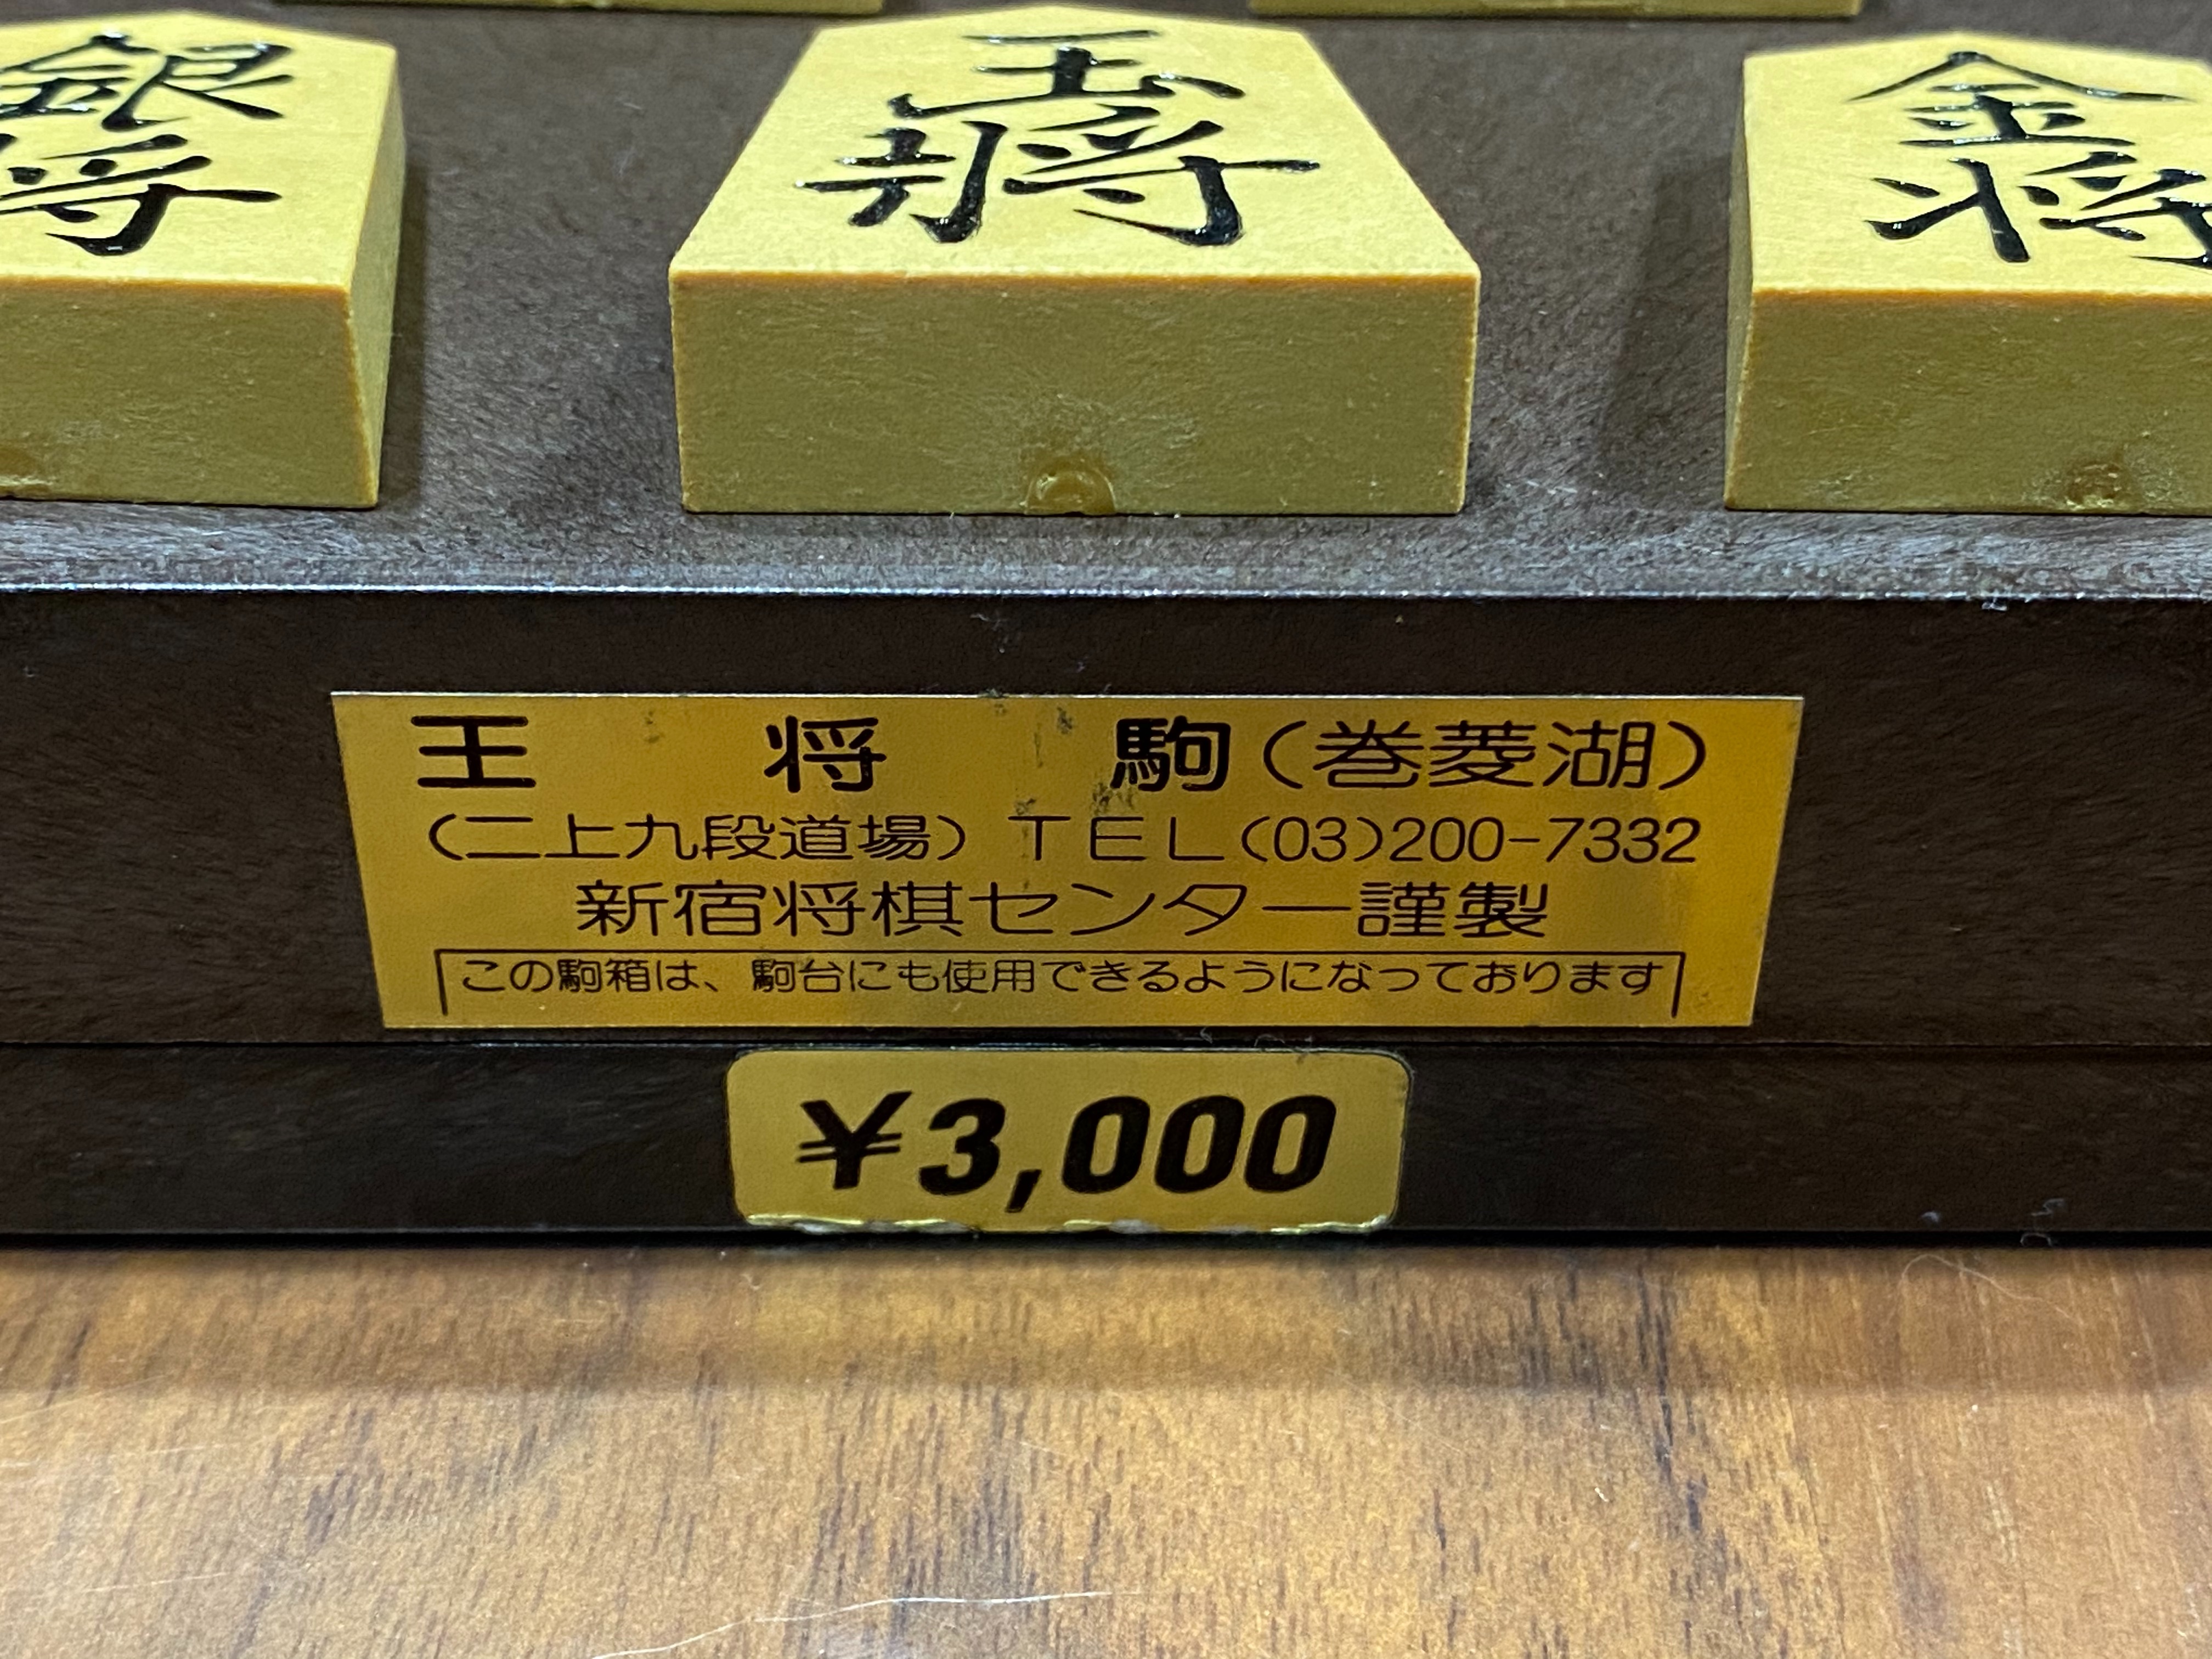 銀将
玉将
金将
王将駒(巻菱湖)
(二上九段道場) TEL(03)200-7332
新宿将棋センター謹製
この駒箱は、駒台にも使用できるようになっております
¥3,000